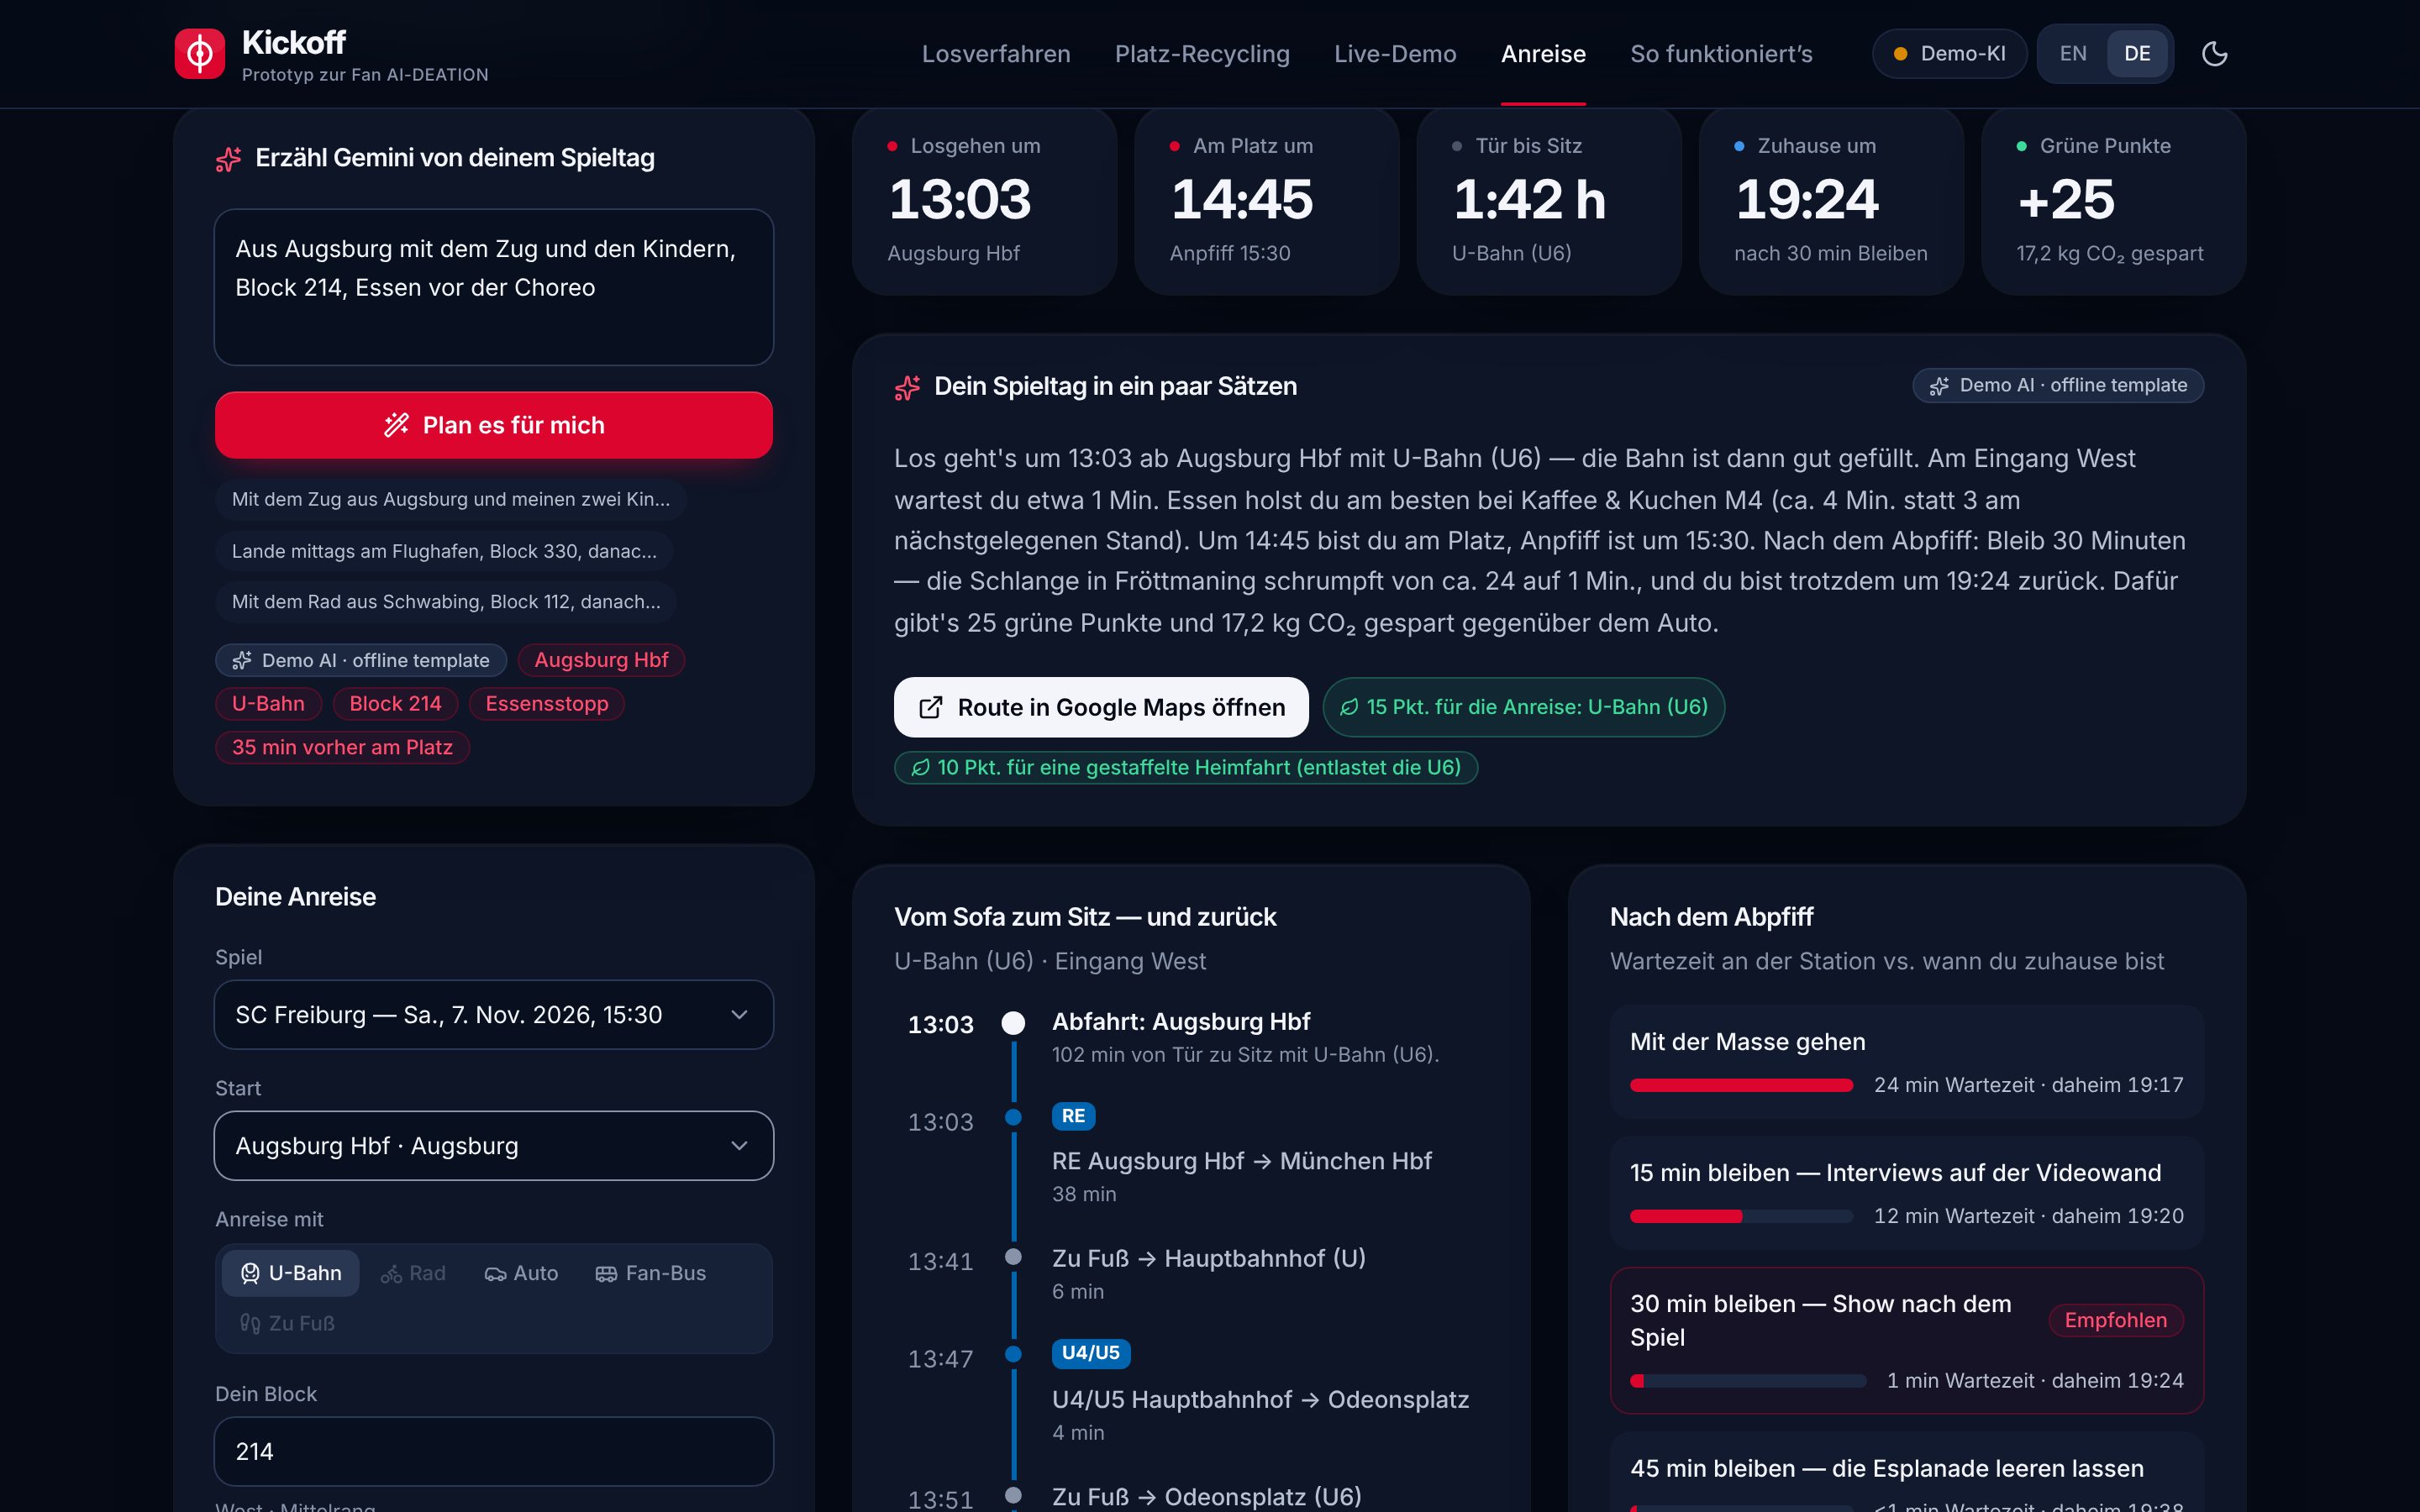 Kickoff
Prototyp zur Fan AI-DEATION
Losverfahren
Platz-Recycling
Live-Demo
Anreise
So funktioniert’s
Demo-KI
EN
DE
Erzähl Gemini von deinem Spieltag
Aus Augsburg mit dem Zug und den Kindern,
Block 214, Essen vor der Choreo
Plan es für mich
Mit dem Zug aus Augsburg und meinen zwei Kin...
Lande mittags am Flughafen, Block 330, danac...
Mit dem Rad aus Schwabing, Block 112, danach...
Demo AI · offline template
Augsburg Hbf
U-Bahn
Block 214
Essensstopp
35 min vorher am Platz
Deine Anreise
Spiel
SC Freiburg — Sa., 7. Nov. 2026, 15:30
Start
Augsburg Hbf · Augsburg
Anreise mit
U-Bahn
Rad
Auto
Fan-Bus
Zu Fuß
Dein Block
214
West · Mittelrang
Losgehen um
13:03
Augsburg Hbf
Am Platz um
14:45
Anpfiff 15:30
Tür bis Sitz
1:42 h
U-Bahn (U6)
Zuhause um
19:24
nach 30 min Bleiben
Grüne Punkte
+25
17,2 kg CO₂ gespart
Dein Spieltag in ein paar Sätzen
Demo AI · offline template
Los geht's um 13:03 ab Augsburg Hbf mit U-Bahn (U6) — die Bahn ist dann gut gefüllt. Am Eingang West
wartest du etwa 1 Min. Essen holst du am besten bei Kaffee & Kuchen M4 (ca. 4 Min. statt 3 am
nächstgelegenen Stand). Um 14:45 bist du am Platz, Anpfiff ist um 15:30. Nach dem Abpfiff: Bleib 30 Minuten
— die Schlange in Fröttmaning schrumpft von ca. 24 auf 1 Min., und du bist trotzdem um 19:24 zurück. Dafür
gibt's 25 grüne Punkte und 17,2 kg CO₂ gespart gegenüber dem Auto.
Route in Google Maps öffnen
15 Pkt. für die Anreise: U-Bahn (U6)
10 Pkt. für eine gestaffelte Heimfahrt (entlastet die U6)
Vom Sofa zum Sitz — und zurück
U-Bahn (U6) · Eingang West
13:03
Abfahrt: Augsburg Hbf
102 min von Tür zu Sitz mit U-Bahn (U6).
13:03
RE
RE Augsburg Hbf → München Hbf
38 min
13:41
Zu Fuß → Hauptbahnhof (U)
6 min
13:47
U4/U5
U4/U5 Hauptbahnhof → Odeonsplatz
4 min
13:51
Zu Fuß → Odeonsplatz (U6)
Nach dem Abpfiff
Wartezeit an der Station vs. wann du zuhause bist
Mit der Masse gehen
24 min Wartezeit · daheim 19:17
15 min bleiben — Interviews auf der Videowand
12 min Wartezeit · daheim 19:20
30 min bleiben — Show nach dem
Spiel
Empfohlen
1 min Wartezeit · daheim 19:24
45 min bleiben — die Esplanade leeren lassen
<1 min Wartezeit · daheim 19:38